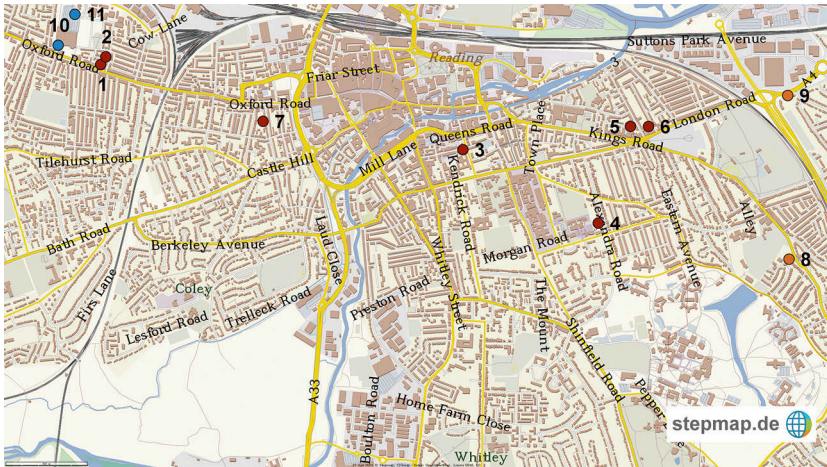 11
10
Cow Lane
2
Oxford Road
1
Friar Street
Reading
3
Suttons Park Avenue
A4
9
Oxford Road
7
Queens Road
Town Place
5
6
London Road
Kings Road
3
Tilehurst Road
Castle Hill
Mill Lane
Kendrick Road
Alexandra Road
4
Eastern Avenue
Alley
Bath Road
Berkeley Avenue
Laud Close
Whitley Street
Morgan Road
8
Firs Lane
Coley
Lesford Road
Trelleck Road
Preston Road
The Mount
Shinfield Road
A33
Boulton Road
Home Farm Close
Pepper
Whitley
stepmap.de